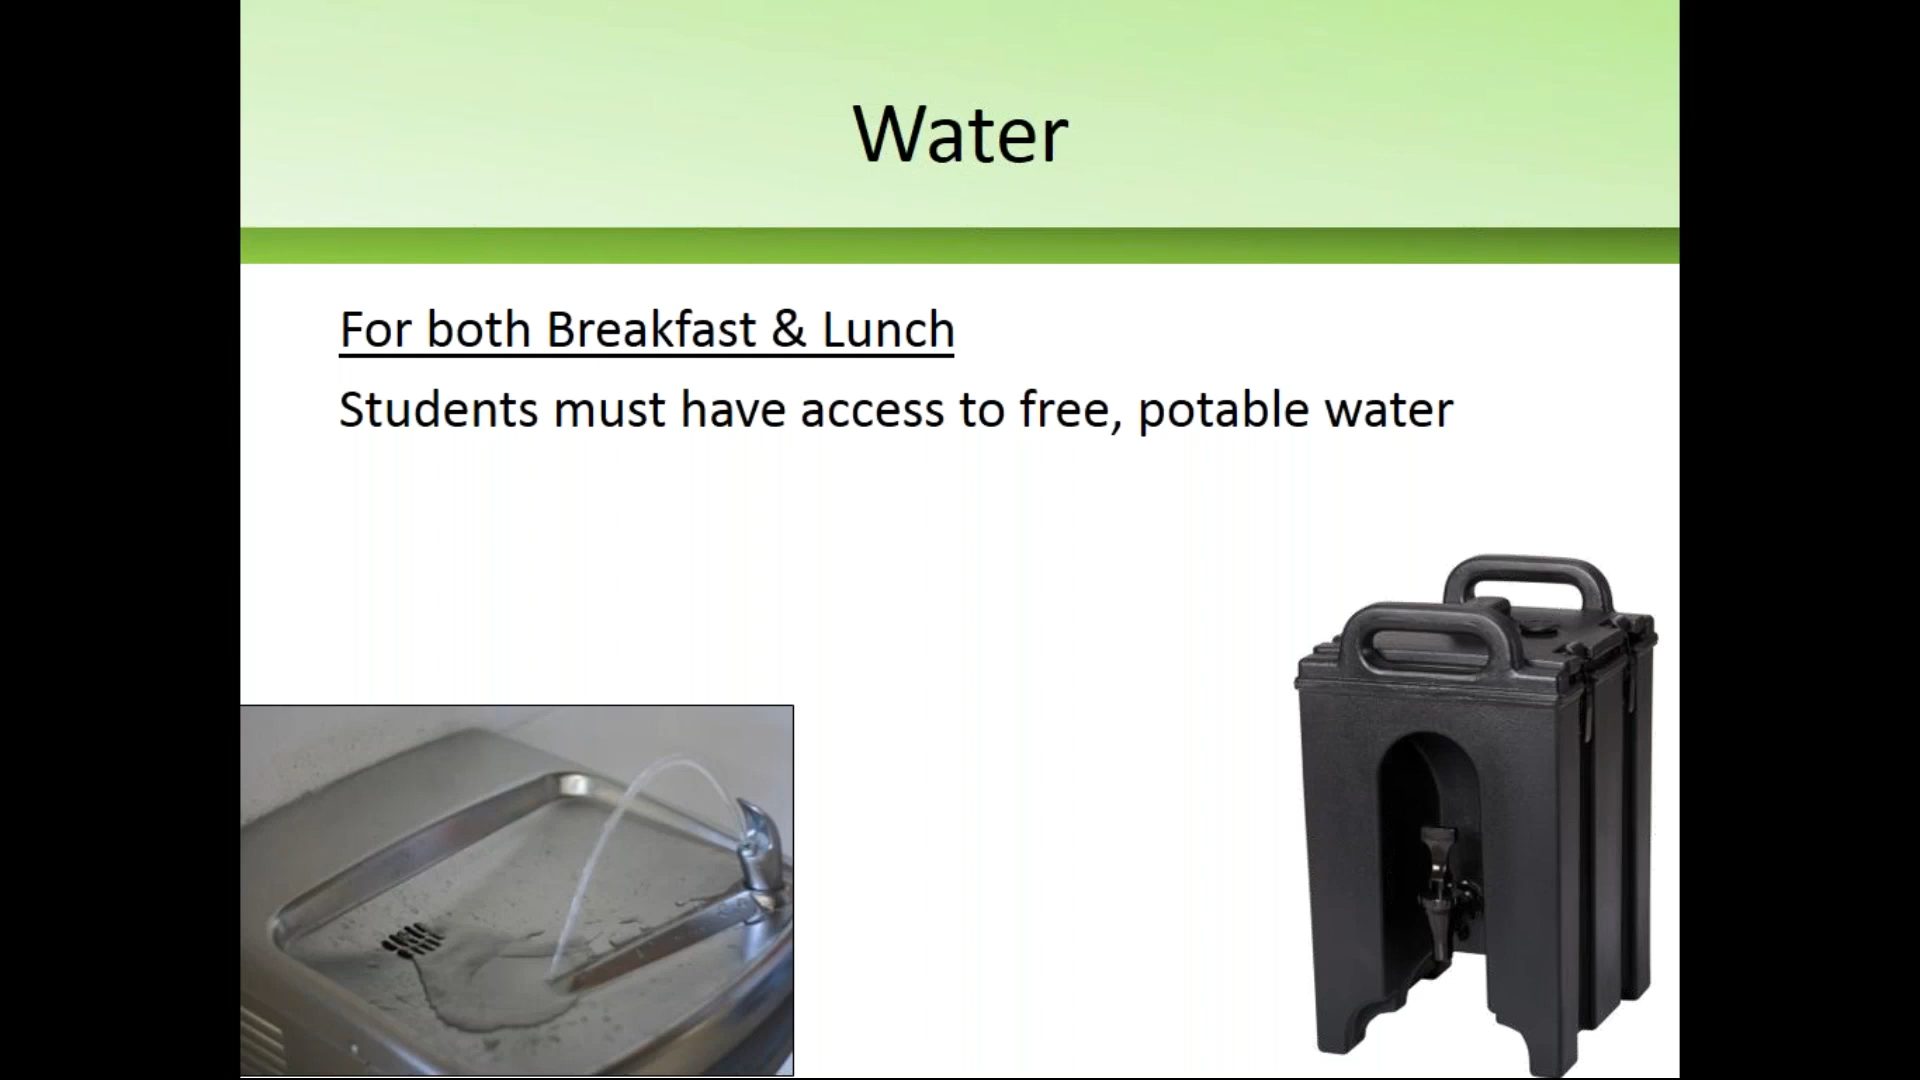 Water
For both Breakfast & Lunch
Students must have access to free, potable water